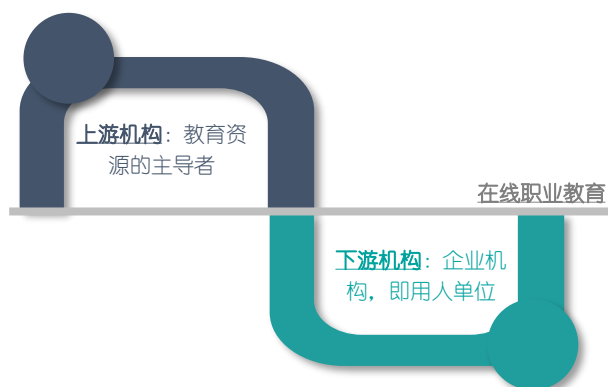 上游机构：教育资
源的主导者
在线职业教育
下游机构：企业机
构，即用人单位